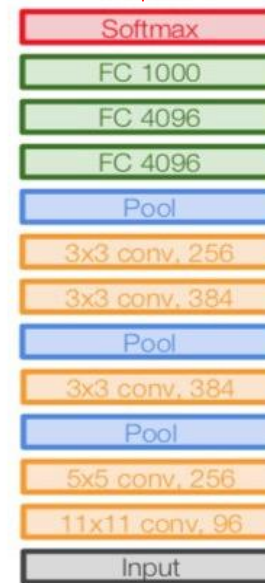 Softmax
FC 1000
FC 4096
FC 4096
Pool
3x3 conv, 256
3x3 conv, 384
Pool
3x3 conv, 384
Pool
5x5 conv, 256
11x11 conv, 96
Input